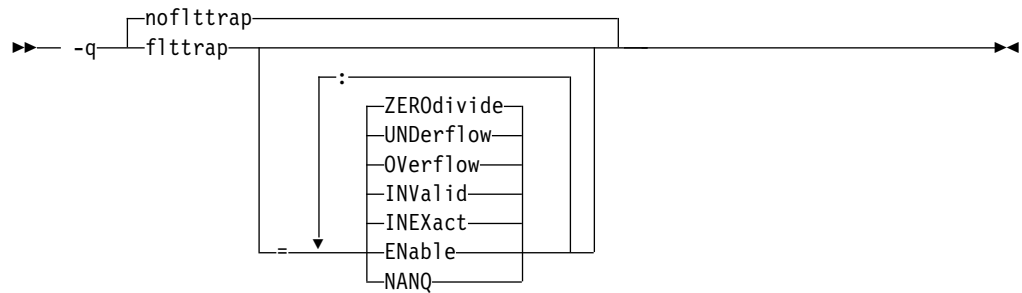 noflttrap
-q flttrap
:
ZEROdivide
UNDerflow
OVerflow
INValid
INEXact
= ENable
NANQ